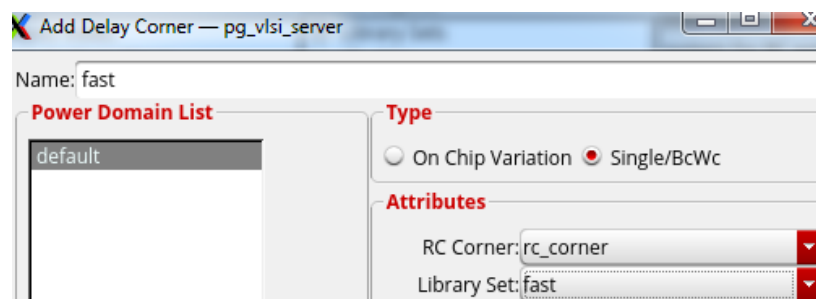 Add Delay Corner — pg_vlsi_server
Name: fast
Power Domain List
default
Type
On Chip Variation Single/BcWc
Attributes
RC Corner: rc_corner
Library Set: fast